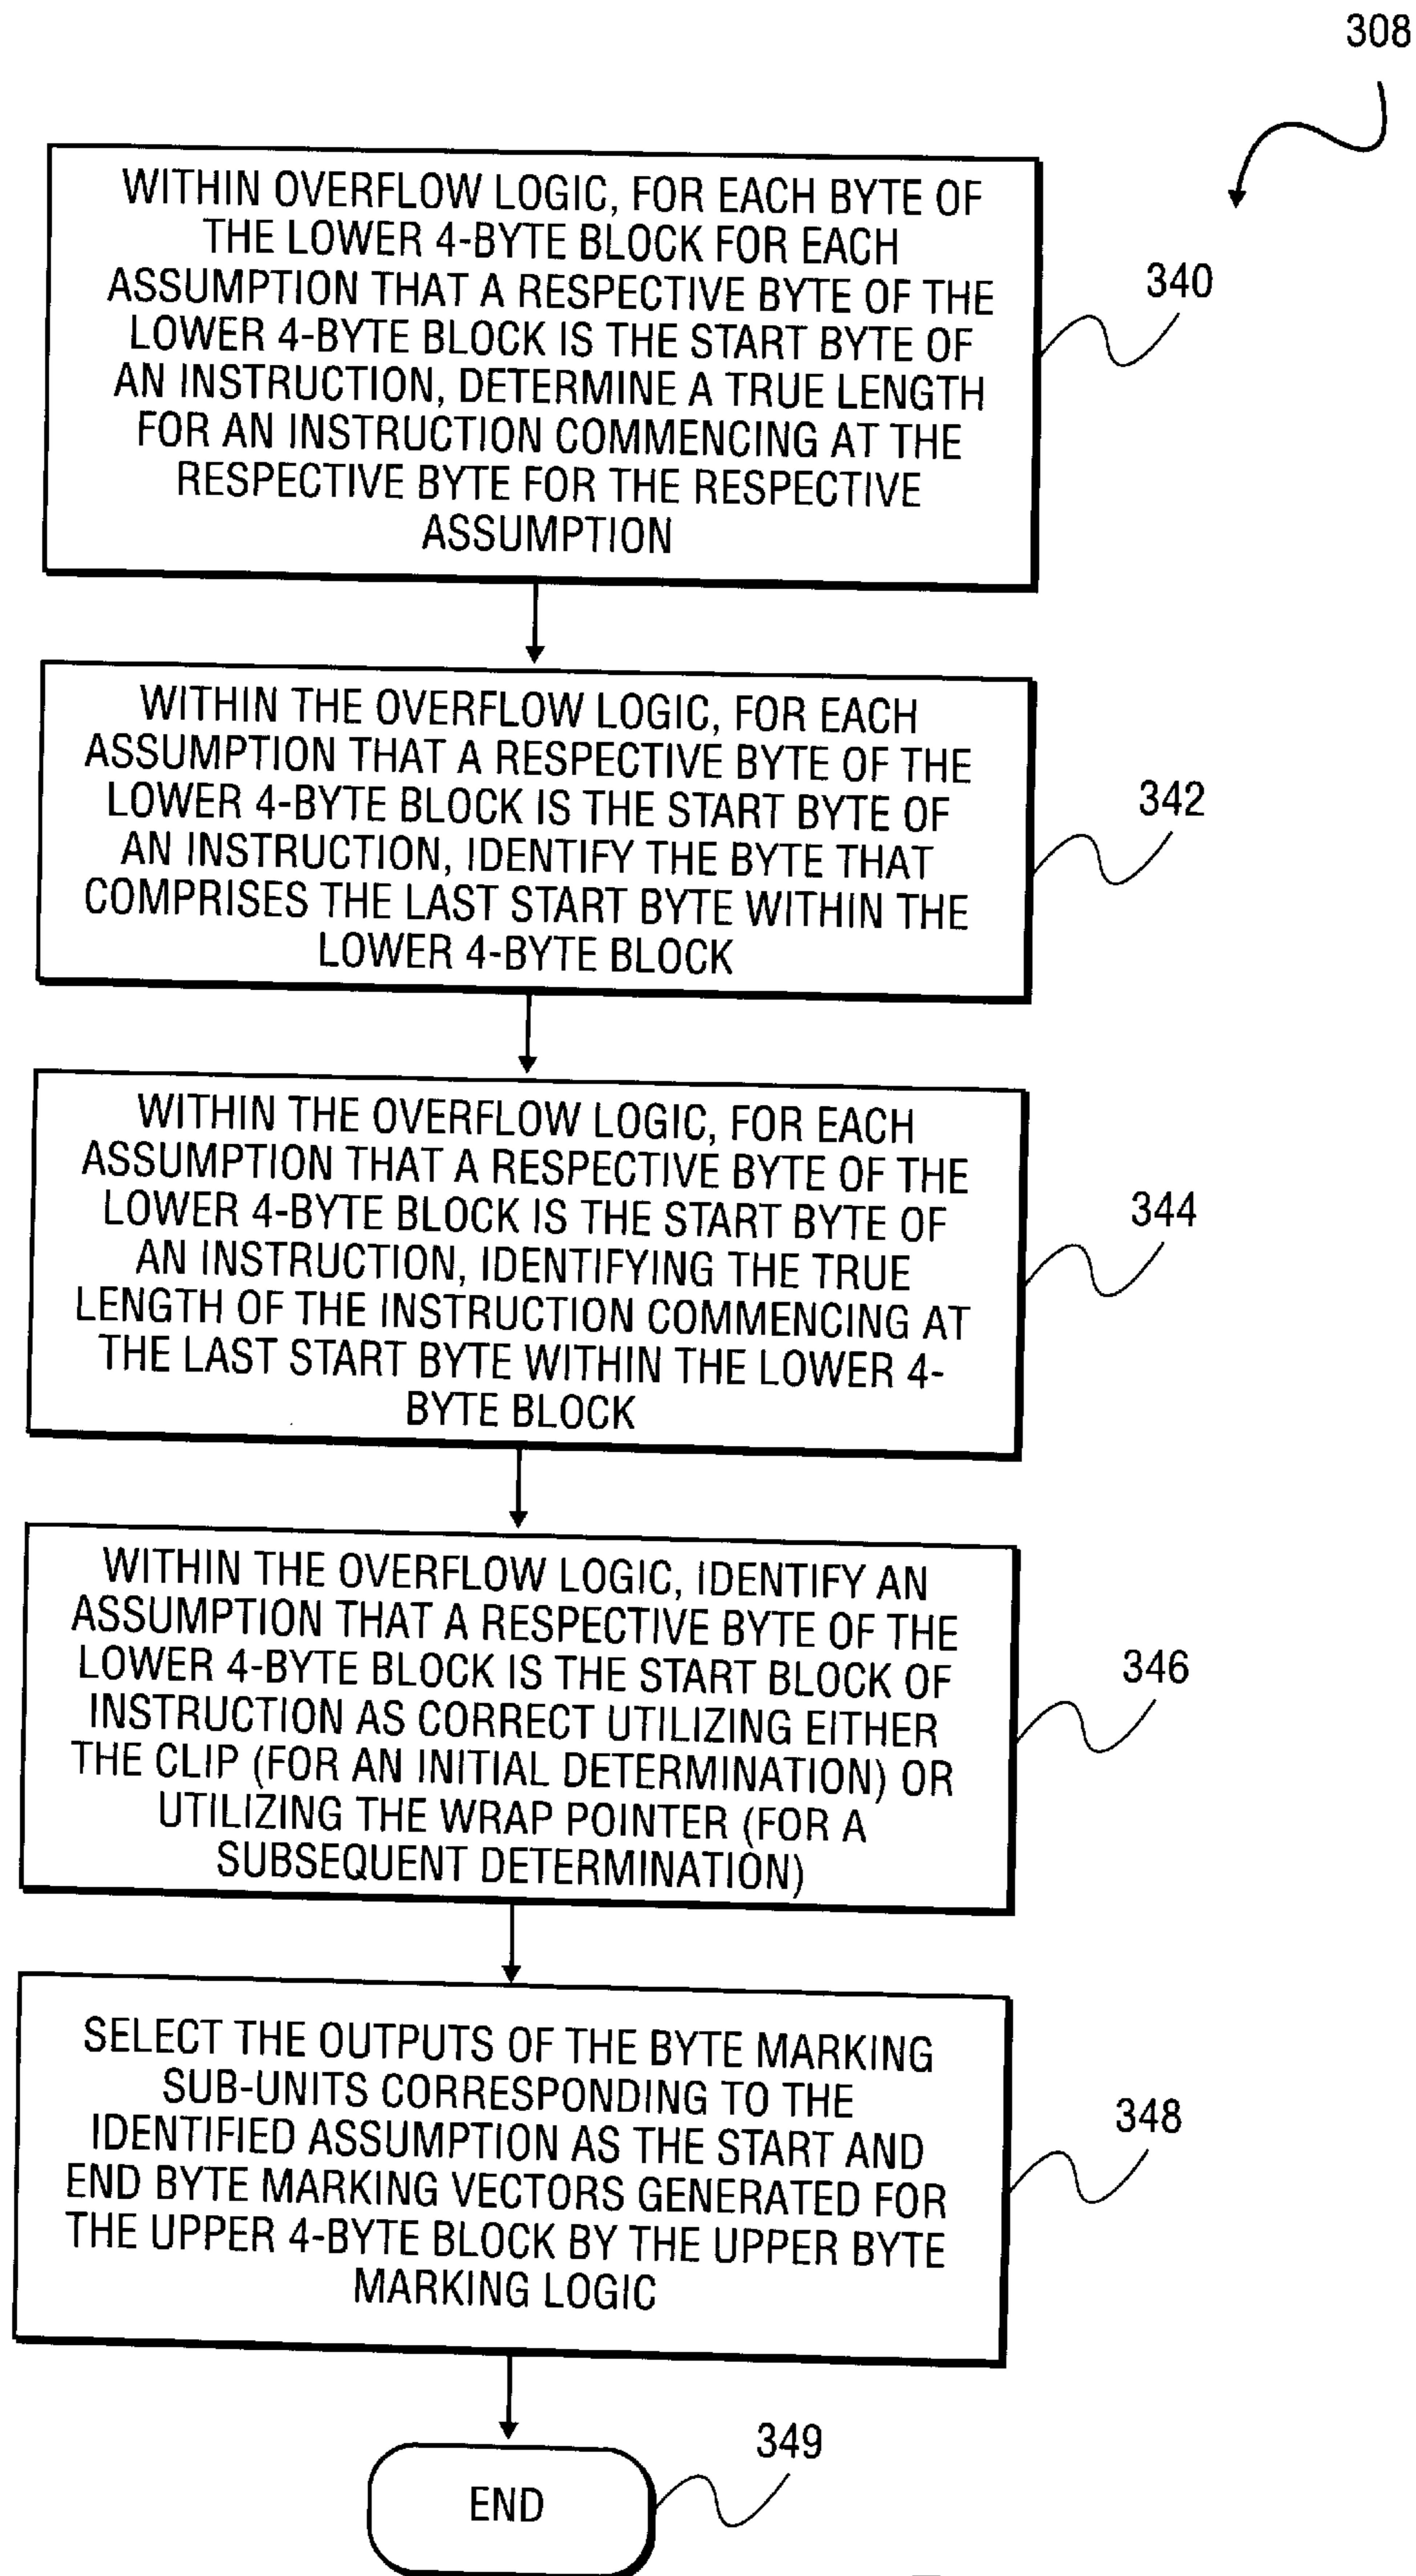 308
WITHIN OVERFLOW LOGIC, FOR EACH BYTE OF
THE LOWER 4-BYTE BLOCK FOR EACH
ASSUMPTION THAT A RESPECTIVE BYTE OF THE
LOWER 4-BYTE BLOCK IS THE START BYTE OF
AN INSTRUCTION, DETERMINE A TRUE LENGTH
FOR AN INSTRUCTION COMMENCING AT THE
RESPECTIVE BYTE FOR THE RESPECTIVE
ASSUMPTION
340
WITHIN THE OVERFLOW LOGIC, FOR EACH
ASSUMPTION THAT A RESPECTIVE BYTE OF THE
LOWER 4-BYTE BLOCK IS THE START BYTE OF
AN INSTRUCTION, IDENTIFY THE BYTE THAT
COMPRISES THE LAST START BYTE WITHIN THE
LOWER 4-BYTE BLOCK
342
WITHIN THE OVERFLOW LOGIC, FOR EACH
ASSUMPTION THAT A RESPECTIVE BYTE OF THE
LOWER 4-BYTE BLOCK IS THE START BYTE OF
AN INSTRUCTION, IDENTIFYING THE TRUE
LENGTH OF THE INSTRUCTION COMMENCING AT
THE LAST START BYTE WITHIN THE LOWER 4-
BYTE BLOCK
344
WITHIN THE OVERFLOW LOGIC, IDENTIFY AN
ASSUMPTION THAT A RESPECTIVE BYTE OF THE
LOWER 4-BYTE BLOCK IS THE START BLOCK OF
INSTRUCTION AS CORRECT UTILIZING EITHER
THE CLIP (FOR AN INITIAL DETERMINATION) OR
UTILIZING THE WRAP POINTER (FOR A
SUBSEQUENT DETERMINATION)
346
SELECT THE OUTPUTS OF THE BYTE MARKING
SUB-UNITS CORRESPONDING TO THE
IDENTIFIED ASSUMPTION AS THE START AND
END BYTE MARKING VECTORS GENERATED FOR
THE UPPER 4-BYTE BLOCK BY THE UPPER BYTE
MARKING LOGIC
348
END
349